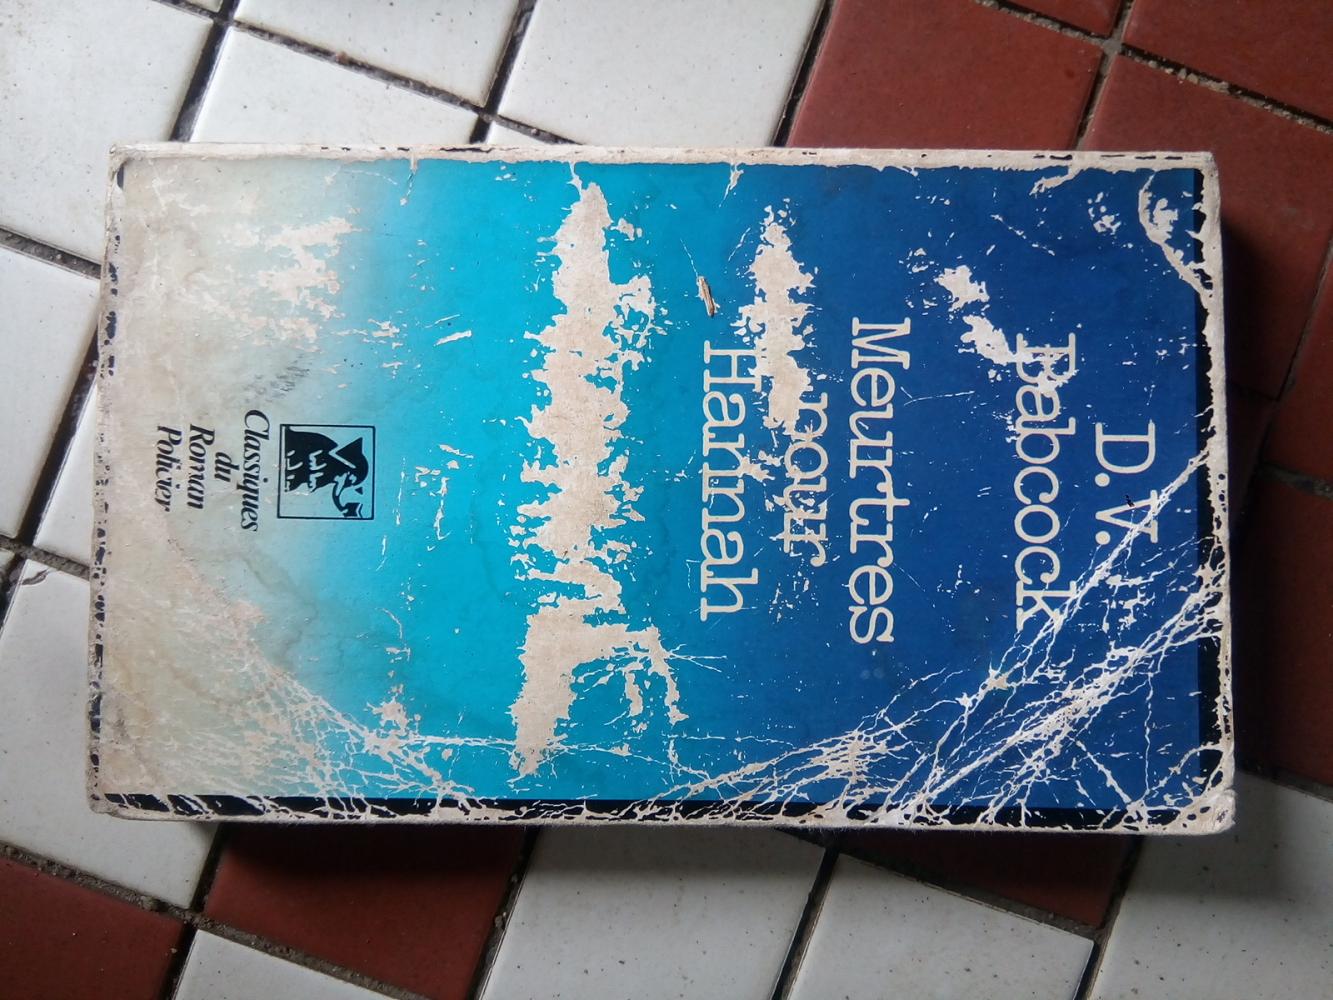 D.V.
Babcock
Meurtres
pour
Hannah
Classiques
du
Roman
Policier